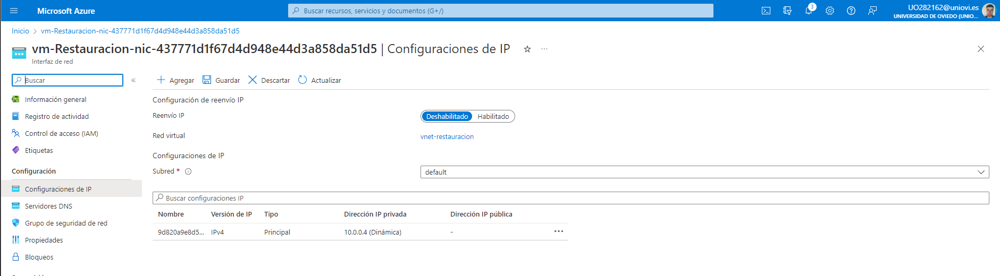 Microsoft Azure
Buscar recursos, servicios y documentos (G+/)
3
UO282162@uniovi.es
UNIVERSIDAD DE OVIEDO (UNIO...
Inicio > vm-Restauracion-nic-437771d1f67d4d948e44d3a858da51d5
vm-Restauracion-nic-437771d1f67d4d948e44d3a858da51d5 | Configuraciones de IP
Interfaz de red
Buscar
Información general
Registro de actividad
Control de acceso (IAM)
Etiquetas
Configuración
Configuraciones de IP
Servidores DNS
Grupo de seguridad de red
Propiedades
Bloqueos
Agregar Guardar Descartar Actualizar
Configuración de reenvío IP
Reenvío IP Deshabilitado Habilitado
Red virtual vnet-restauracion
Configuraciones de IP
Subred * default
Buscar configuraciones IP
Nombre Versión de IP Tipo Dirección IP privada Dirección IP pública
9d820a9e8d5... IPv4 Principal 10.0.0.4 (Dinámica) -